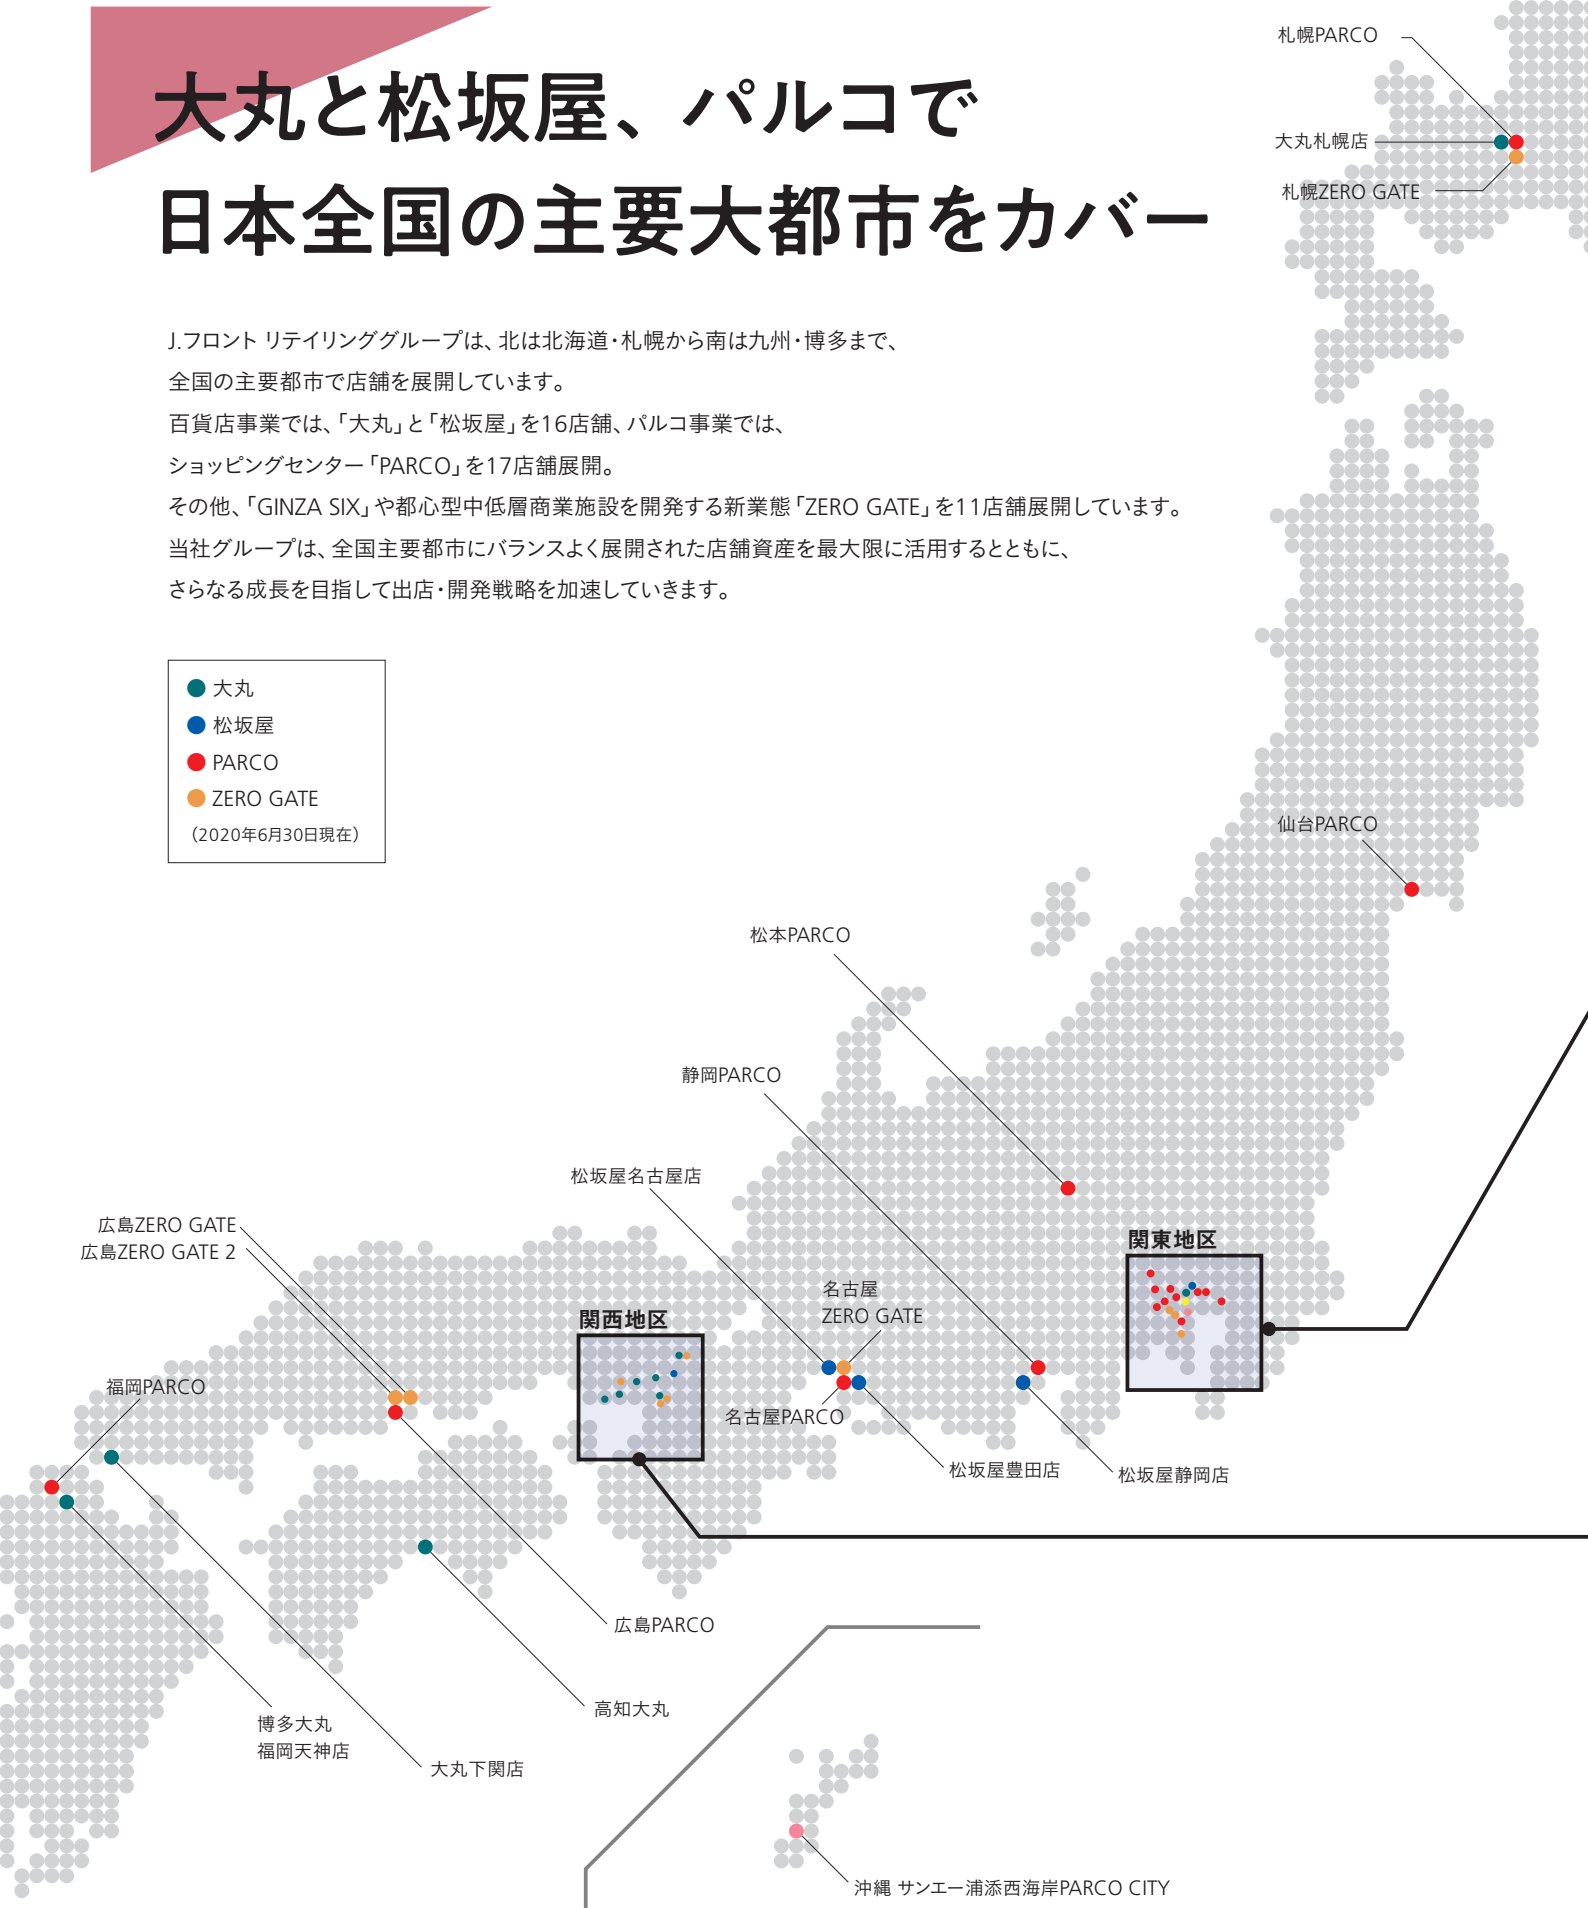 大丸と松坂屋、パルコで
日本全国の主要大都市をカバー
J.フロント リテイリンググループは、北は北海道・札幌から南は九州・博多まで、
全国の主要都市で店舗を展開しています。
百貨店事業では、「大丸」と「松坂屋」を16店舗、パルコ事業では、
ショッピングセンター「PARCO」を17店舗展開。
その他、「GINZA SIX」や都心型中低層商業施設を開発する新業態「ZERO GATE」を11店舗展開しています。
当社グループは、全国主要都市にバランスよく展開された店舗資産を最大限に活用するとともに、
さらなる成長を目指して出店・開発戦略を加速していきます。
大丸
松坂屋
PARCO
ZERO GATE
（2020年6月30日現在）
札幌PARCO
大丸札幌店
札幌ZERO GATE
仙台PARCO
松本PARCO
静岡PARCO
松坂屋名古屋店
広島ZERO GATE
広島ZERO GATE 2
関東地区
名古屋
ZERO GATE
関西地区
福岡PARCO
名古屋PARCO
松坂屋豊田店
松坂屋静岡店
広島PARCO
高知大丸
博多大丸
福岡天神店
大丸下関店
沖縄 サンエー浦添西海岸PARCO CITY